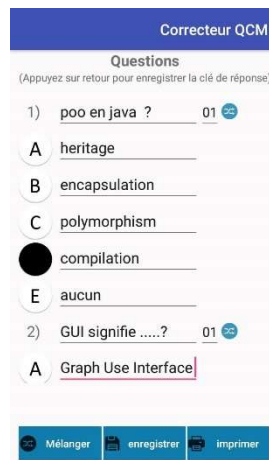 Correcteur QCM
Questions
(Appuyez sur retour pour enregistrer la clé de réponse)
1) poo en java ? 01
A heritage
B encapsulation
C polymorphism
compilation
E aucun
2) GUI signifie .....? 01
A Graph Use Interface
Mélanger enregistrer imprimer